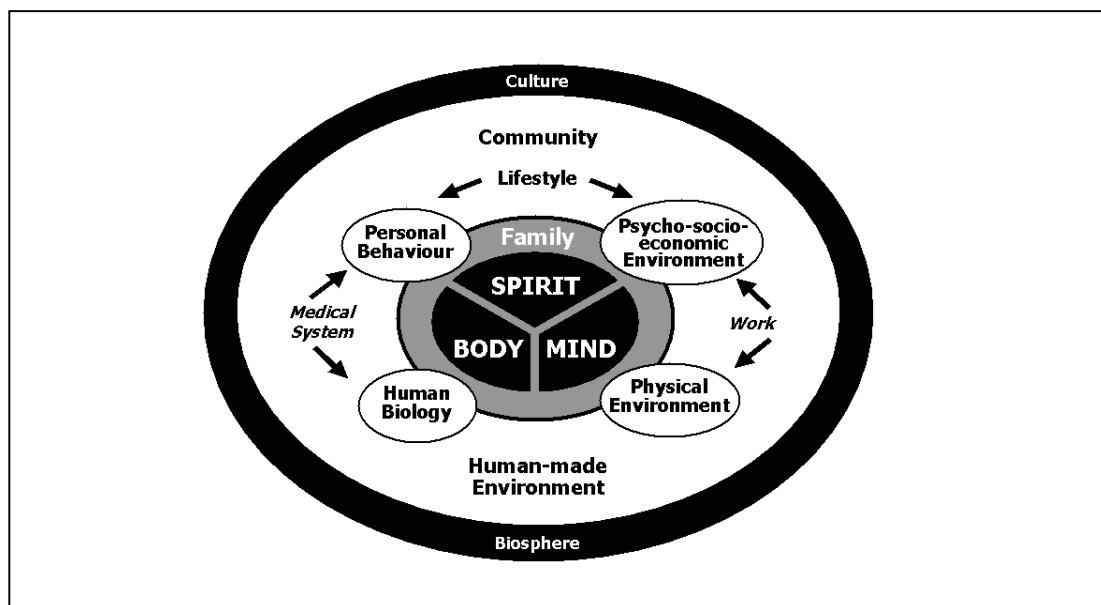 Culture
Community
Lifestyle
Personal
Behaviour
Family
Psycho-socio-
economic
Environment
SPIRIT
Medical
System
Work
BODY
MIND
Human
Biology
Physical
Environment
Human-made
Environment
Biosphere